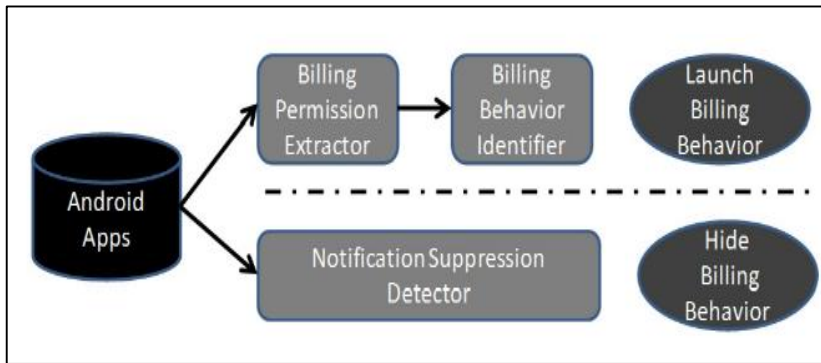 Android
Apps
Billing
Permission
Extractor
Billing
Behavior
Identifier
Launch
Billing
Behavior
Notification Suppression
Detector
Hide
Billing
Behavior